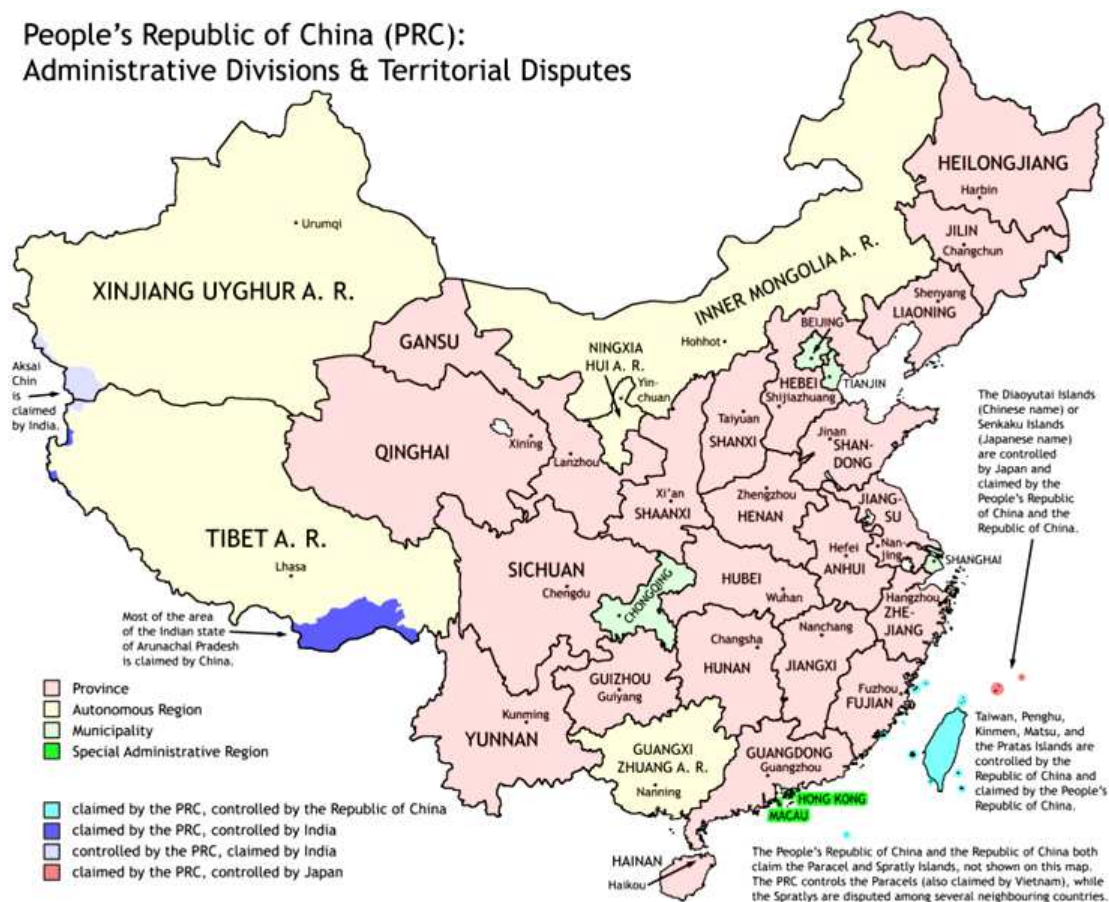 People's Republic of China (PRC):
Administrative Divisions & Territorial Disputes
HEILONGJIANG
Harbin
JILIN
Changchun
Urumqi
XINJIANG UYGHUR A. R.
INNER MONGOLIA A. R.
Shenyang
LIAONING
BEIJING
GANSU
Hohhot
NINGXIA
HUI A. R.
Yin-
chuan
HEBEI
TIANJIN
Shijiazhuang
Aksai
Chin
is
claimed
by India.
The Diaoyutai Islands
(Chinese name) or
Senkaku Islands
(Japanese name)
are controlled
by Japan and
claimed by the
People's Republic
of China and the
Republic of China.
Taiyuan
SHANXI
Jinan
SHAN-
DONG
QINGHAI
Xining
Lanzhou
Xi'an
SHAANXI
Zhengzhou
HENAN
JIANG-
SU
Nan-
jing
TIBET A. R.
Lhasa
SICHUAN
Chengdu
CHONGQING
HUBEI
Wuhan
Hefei
ANHUI
SHANGHAI
Hangzhou
ZHE-
JIANG
Most of the area
of the Indian state
of Arunachal Pradesh
is claimed by China.
Changsha
HUNAN
Nanchang
JIANGXI
GUIZHOU
Guiyang
Fuzhou
FUJIAN
Kunming
YUNNAN
GUANGXI
ZHUANG A. R.
Nanning
GUANGDONG
Guangzhou
HONG KONG
MACAU
HAINAN
Haikou
Taiwan, Penghu,
Kinmen, Matsu, and
the Pratas Islands are
controlled by the
Republic of China and
claimed by the People's
Republic of China.
Province
Autonomous Region
Municipality
Special Administrative Region
claimed by the PRC, controlled by the Republic of China
claimed by the PRC, controlled by India
controlled by the PRC, claimed by India
claimed by the PRC, controlled by Japan
The People's Republic of China and the Republic of China both
claim the Paracel and Spratly Islands, not shown on this map.
The PRC controls the Paracels (also claimed by Vietnam), while
the Spratlys are disputed among several neighbouring countries.